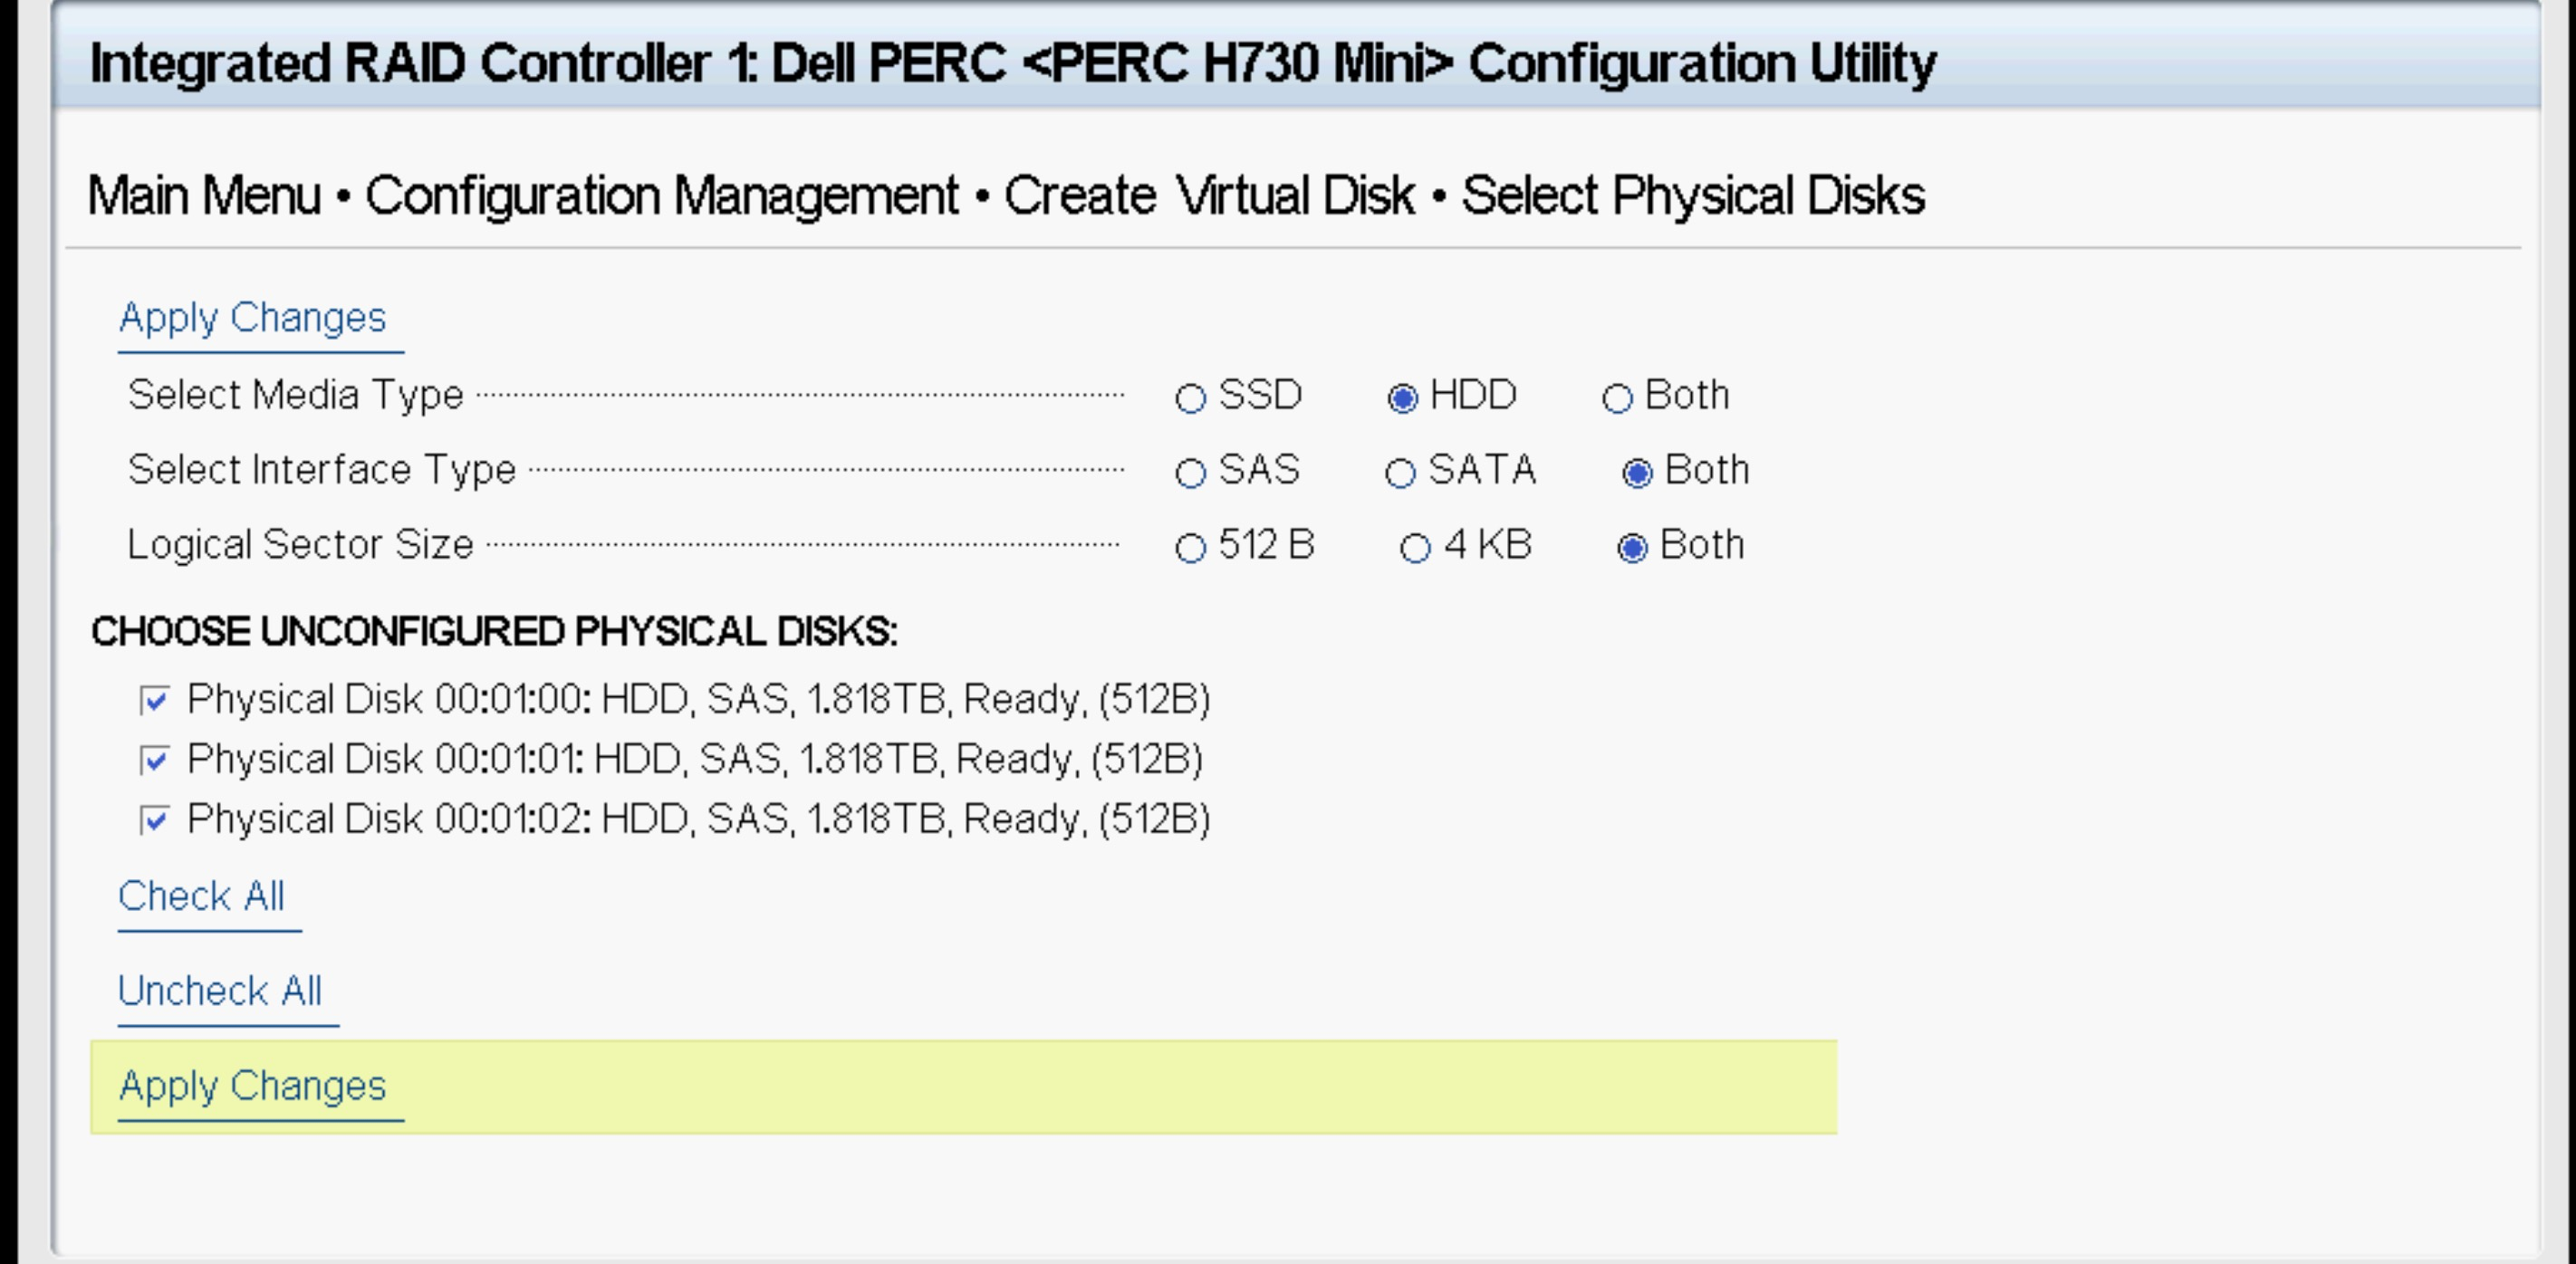 Integrated RAID Controller 1: Dell PERC <PERC H730 Mini> Configuration Utility
Main Menu • Configuration Management • Create Virtual Disk • Select Physical Disks
Apply Changes
Select Media Type SSD HDD Both
Select Interface Type SAS SATA Both
Logical Sector Size 512 B 4 KB Both
CHOOSE UNCONFIGURED PHYSICAL DISKS:
Physical Disk 00:01:00: HDD, SAS, 1.818TB, Ready, (512B)
Physical Disk 00:01:01: HDD, SAS, 1.818TB, Ready, (512B)
Physical Disk 00:01:02: HDD, SAS, 1.818TB, Ready, (512B)
Check All
Uncheck All
Apply Changes